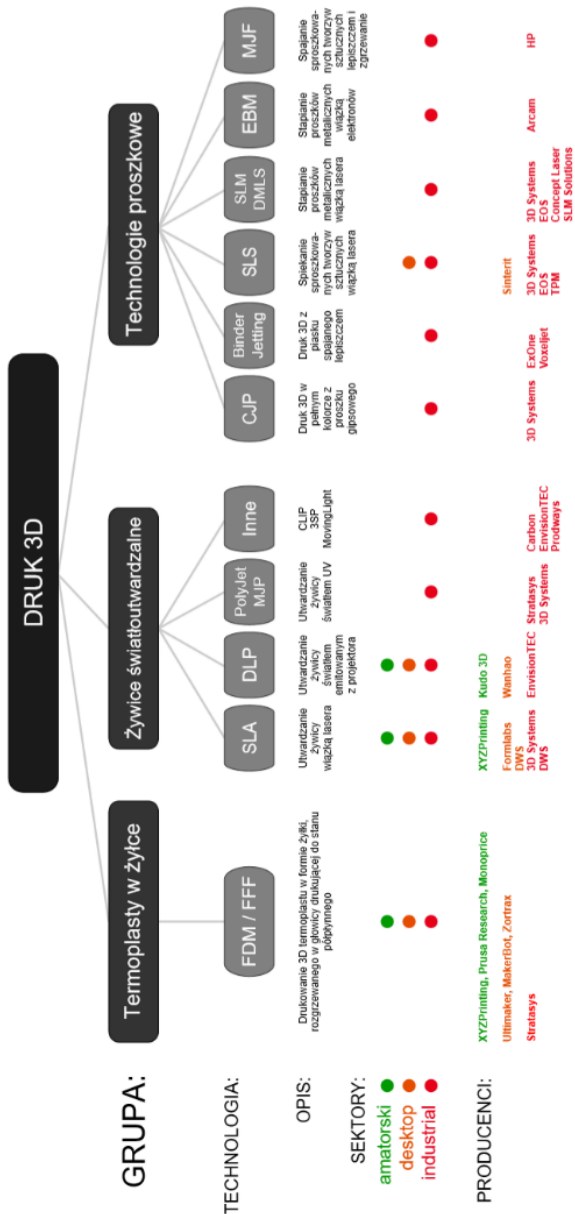 DRUK 3D
GRUPA:
Termoplasty w żyłce
Żywice światłoutwardzalne
Technologie proszkowe
TECHNOLOGIA:
FDM / FFF
SLA
DLP
PolyJet
MJP
Inne
CJP
Binder
Jetting
SLS
SLM
DMLS
EBM
MJF
OPIS:
Drukowanie 3D termoplastu w formie żyłki,
rozgrzewanego w głowicy drukującej do stanu
półpłynnego
Utwardzanie
żywicy
wiązką lasera
Utwardzanie
żywicy
światłem
emitowanym
z projektora
Utwardzanie
żywicy
światłem UV
CLIP
3SP
MovingLight
Druk 3D w
pełnym
kolorze z
proszku
gipsowego
Druk 3D z
piasku
spajanego
lepiszczem
Spiekanie
sproszkowa-
nych tworzyw
sztucznych
wiązką lasera
Stapianie
proszków
metalicznych
wiązką lasera
Stapianie
proszków
metalicznych
wiązką
elektronów
Spajanie
sproszkowa-
nych tworzyw
sztucznych
lepiszczem i
zgrzewanie
SEKTORY:
amatorski
desktop
industrial
PRODUCENCI:
XYZPrinting, Prusa Research, Monoprice
Ultimaker, MakerBot, Zortrax
Stratasys
XYZPrinting
Formlabs
DWS
3D Systems
DWS
Kudo 3D
Wanhao
EnvisionTEC
Stratasys
3D Systems
Carbon
EnvisionTEC
Prodways
3D Systems
ExOne
Voxeljet
Sinterit
3D Systems
EOS
TPM
3D Systems
EOS
Concept Laser
SLM Solutions
Arcam
HP